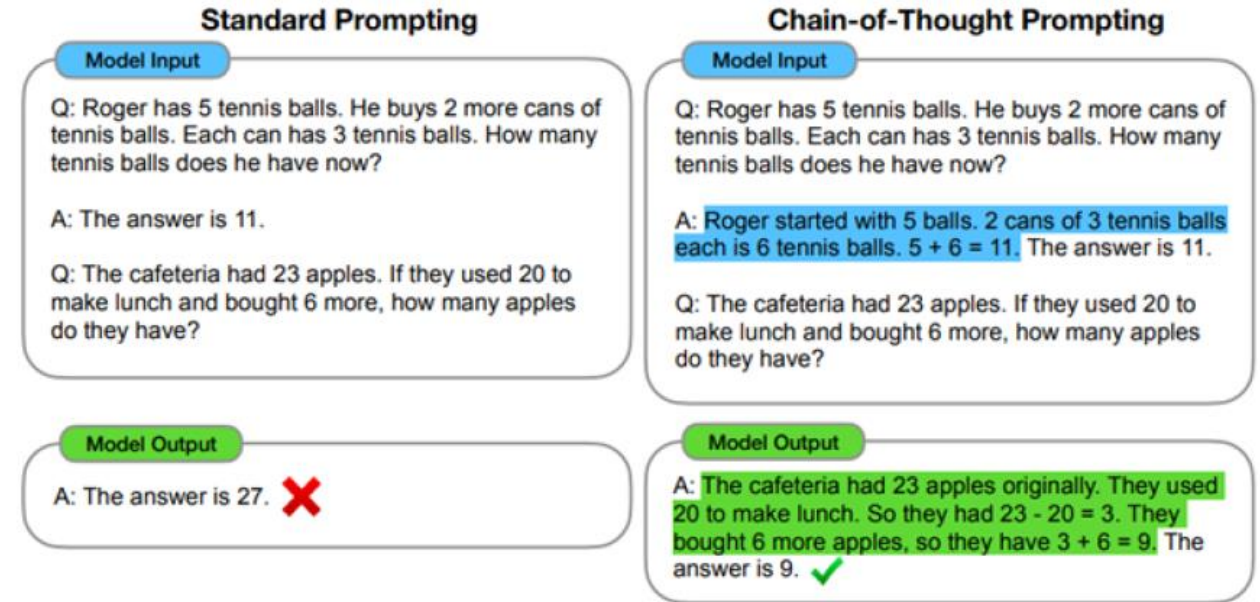 Standard Prompting
Model Input
Q: Roger has 5 tennis balls. He buys 2 more cans of
tennis balls. Each can has 3 tennis balls. How many
tennis balls does he have now?
A: The answer is 11.
Q: The cafeteria had 23 apples. If they used 20 to
make lunch and bought 6 more, how many apples
do they have?
Model Output
A: The answer is 27.
Chain-of-Thought Prompting
Model Input
Q: Roger has 5 tennis balls. He buys 2 more cans of
tennis balls. Each can has 3 tennis balls. How many
tennis balls does he have now?
A: Roger started with 5 balls. 2 cans of 3 tennis balls
each is 6 tennis balls. 5 + 6 = 11. The answer is 11.
Q: The cafeteria had 23 apples. If they used 20 to
make lunch and bought 6 more, how many apples
do they have?
Model Output
A: The cafeteria had 23 apples originally. They used
20 to make lunch. So they had 23 - 20 = 3. They
bought 6 more apples, so they have 3 + 6 = 9. The
answer is 9.